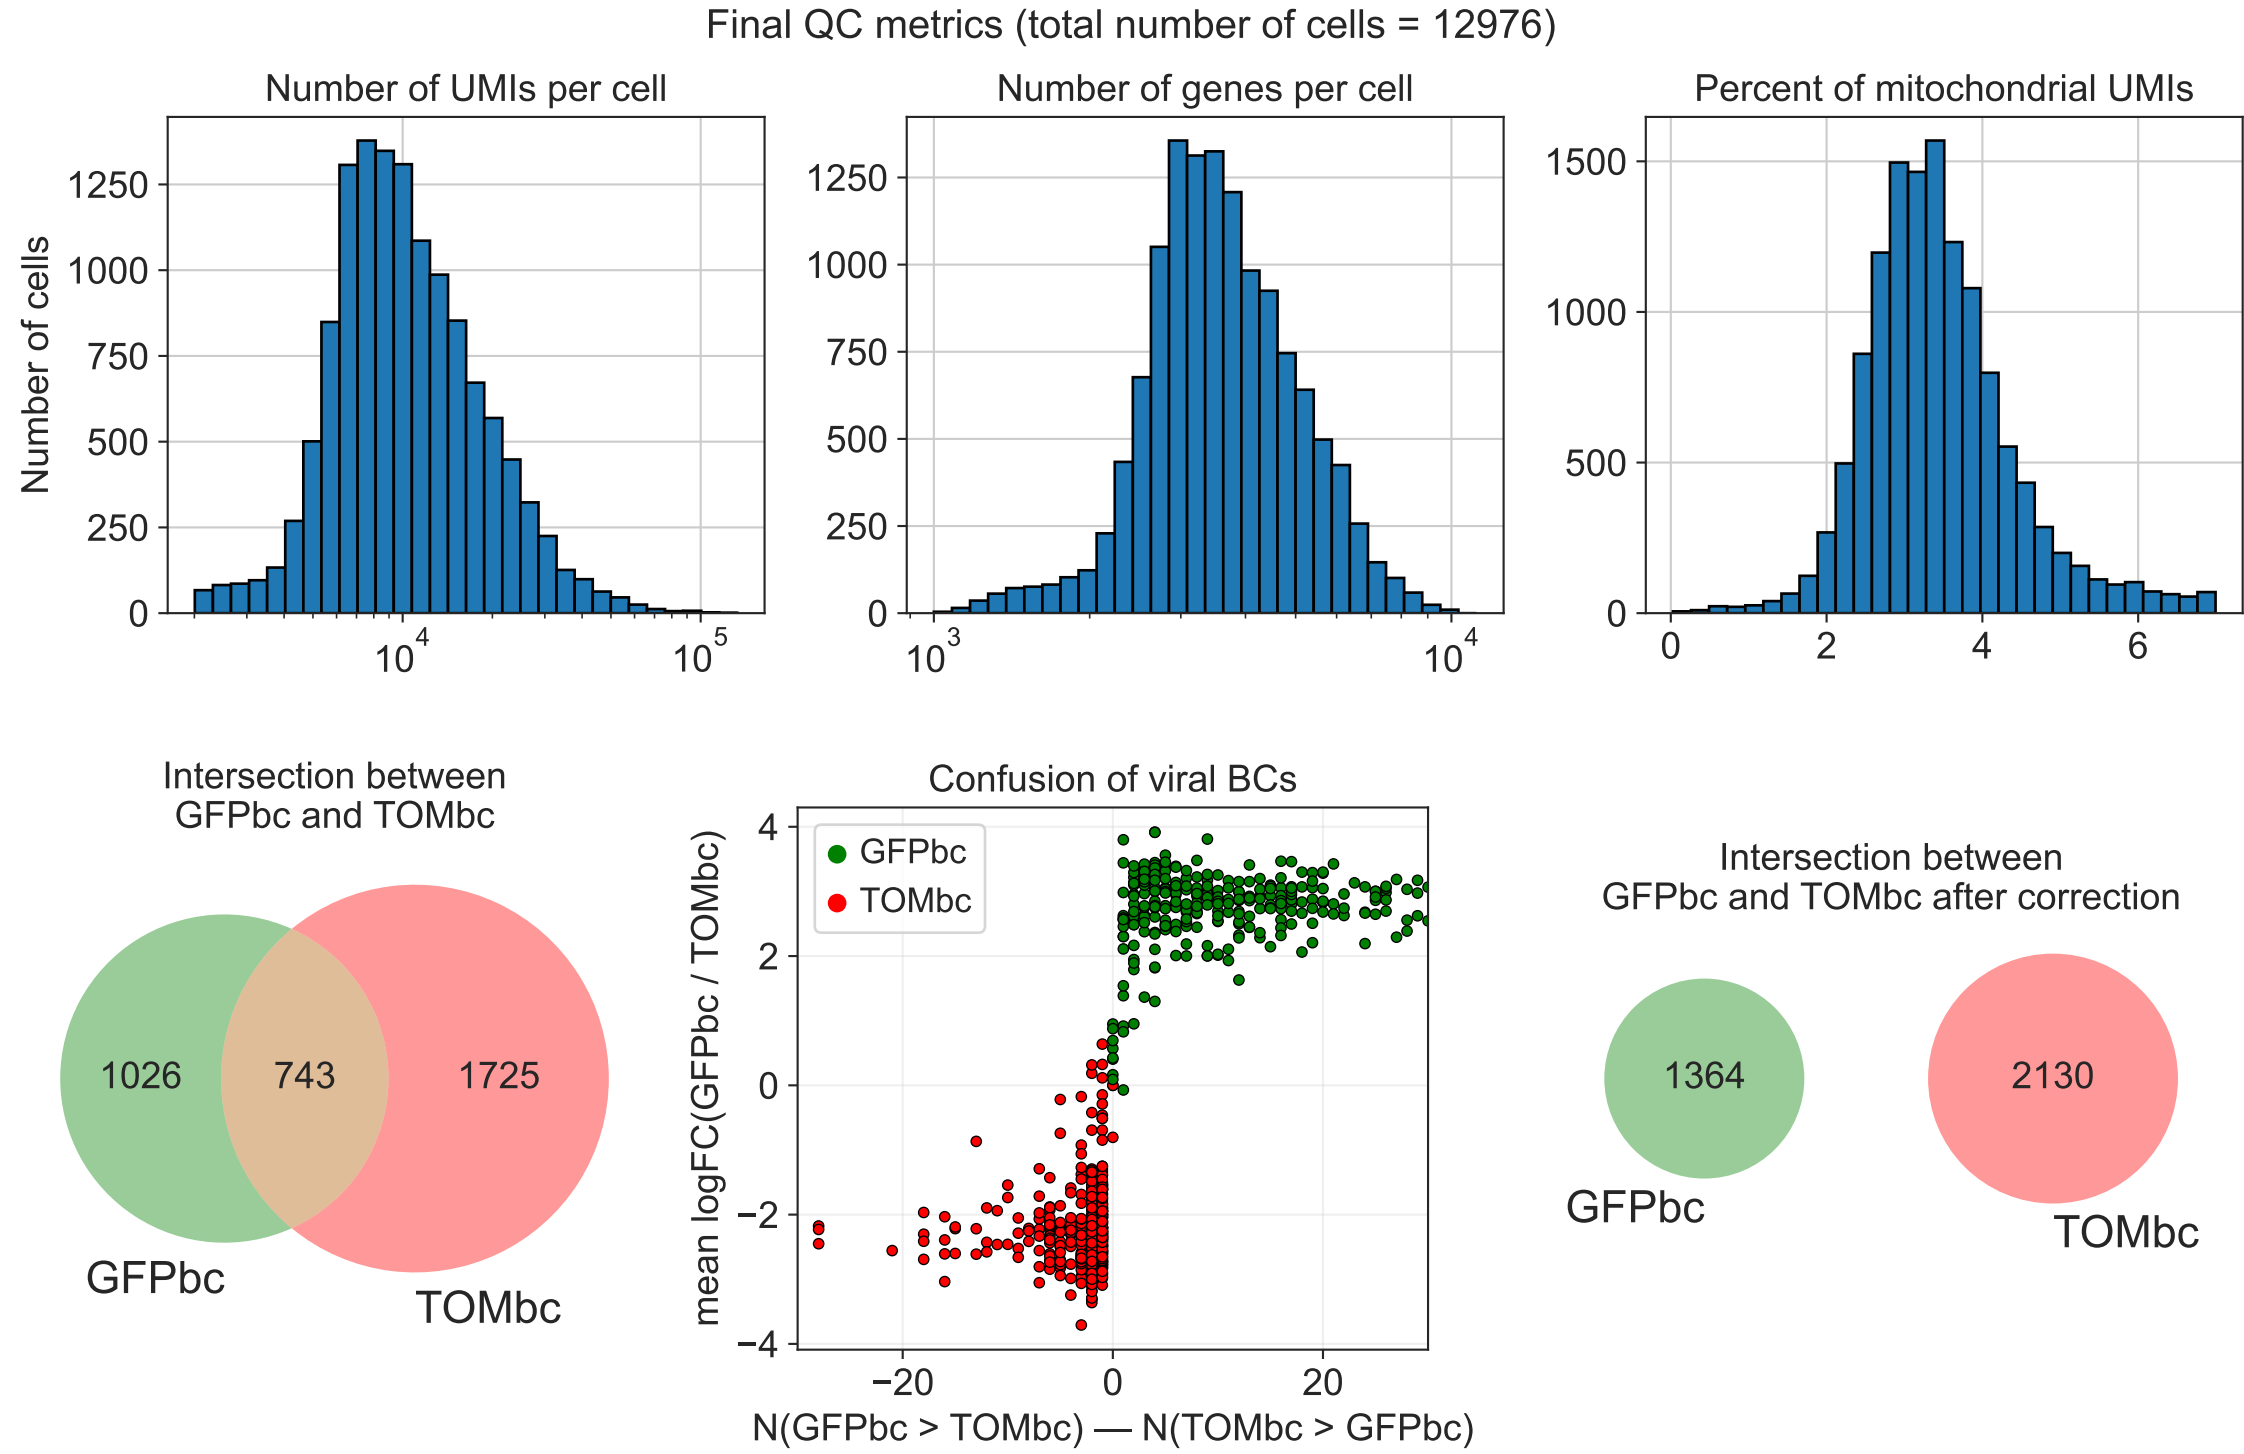 Final QC metrics (total number of cells = 12976)
Number of UMIs per cell
Number of cells
1250
1000
750
500
250
0
10^4
10^5
Number of genes per cell
1250
1000
750
500
250
0
10^3
10^4
Percent of mitochondrial UMIs
1500
1000
500
0
0
2
4
6
Intersection between
GFPbc and TOMbc
1026
743
1725
GFPbc
TOMbc
Confusion of viral BCs
GFPbc
TOMbc
mean logFC(GFPbc / TOMbc)
4
2
0
−2
−4
−20
0
20
N(GFPbc > TOMbc) — N(TOMbc > GFPbc)
Intersection between
GFPbc and TOMbc after correction
1364
2130
GFPbc
TOMbc